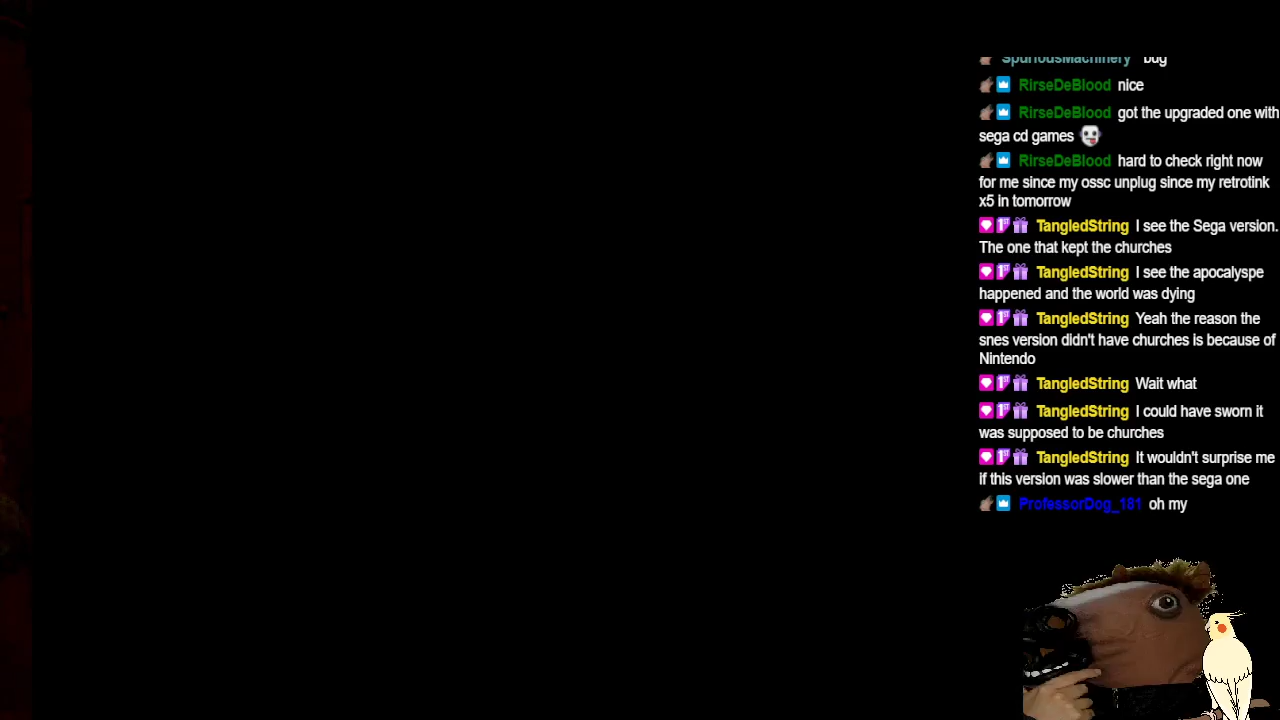 SpuriousMachinery bug
RirseDeBlood nice
RirseDeBlood got the upgraded one with
sega cd games
RirseDeBlood hard to check right now
for me since my ossc unplug since my retrotink
x5 in tomorrow
TangledString I see the Sega version.
The one that kept the churches
TangledString I see the apocalyspe
happened and the world was dying
TangledString Yeah the reason the
snes version didn't have churches is because of
Nintendo
TangledString Wait what
TangledString I could have sworn it
was supposed to be churches
TangledString It wouldn't surprise me
if this version was slower than the sega one
ProfessorDog_181 oh my